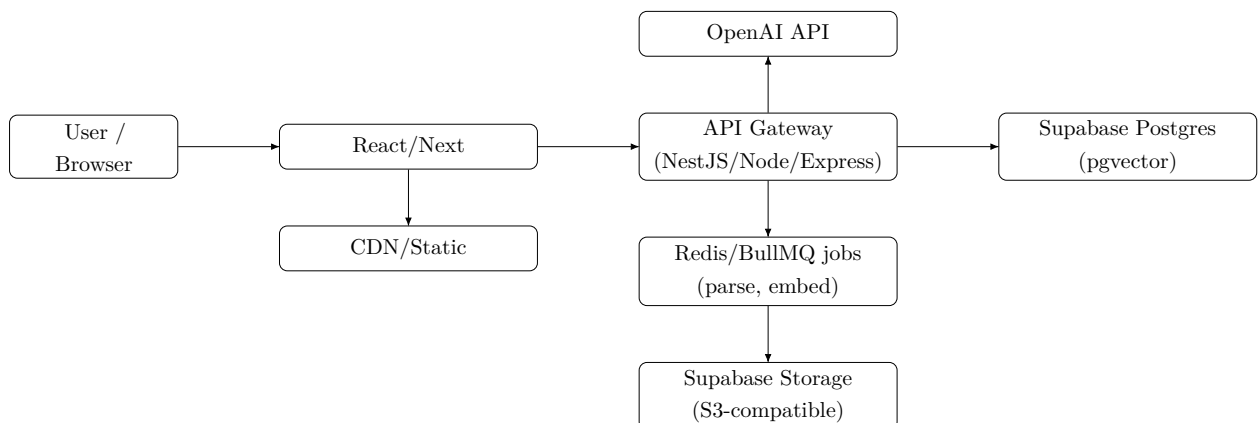 OpenAI API
User /
Browser
React/Next
API Gateway
(NestJS/Node/Express)
Supabase Postgres
(pgvector)
CDN/Static
Redis/BullMQ jobs
(parse, embed)
Supabase Storage
(S3-compatible)